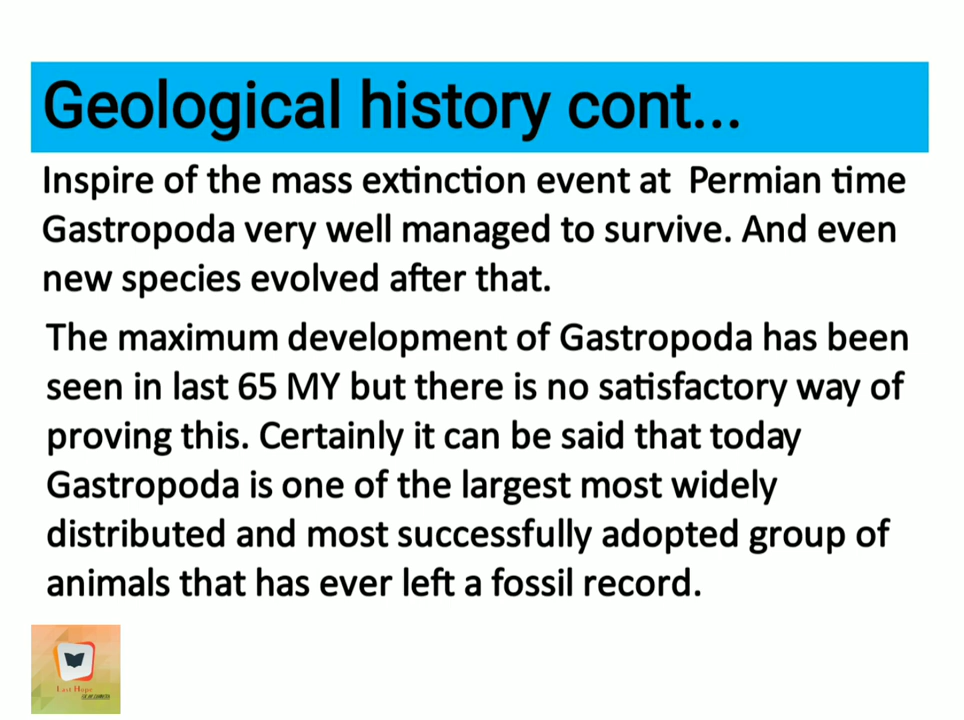 Geological history cont...
Inspire of the mass extinction event at Permian time
Gastropoda very well managed to survive. And even
new species evolved after that.
The maximum development of Gastropoda has been
seen in last 65 MY but there is no satisfactory way of
proving this. Certainly it can be said that today
Gastropoda is one of the largest most widely
distributed and most successfully adopted group of
animals that has ever left a fossil record.
Last Hope